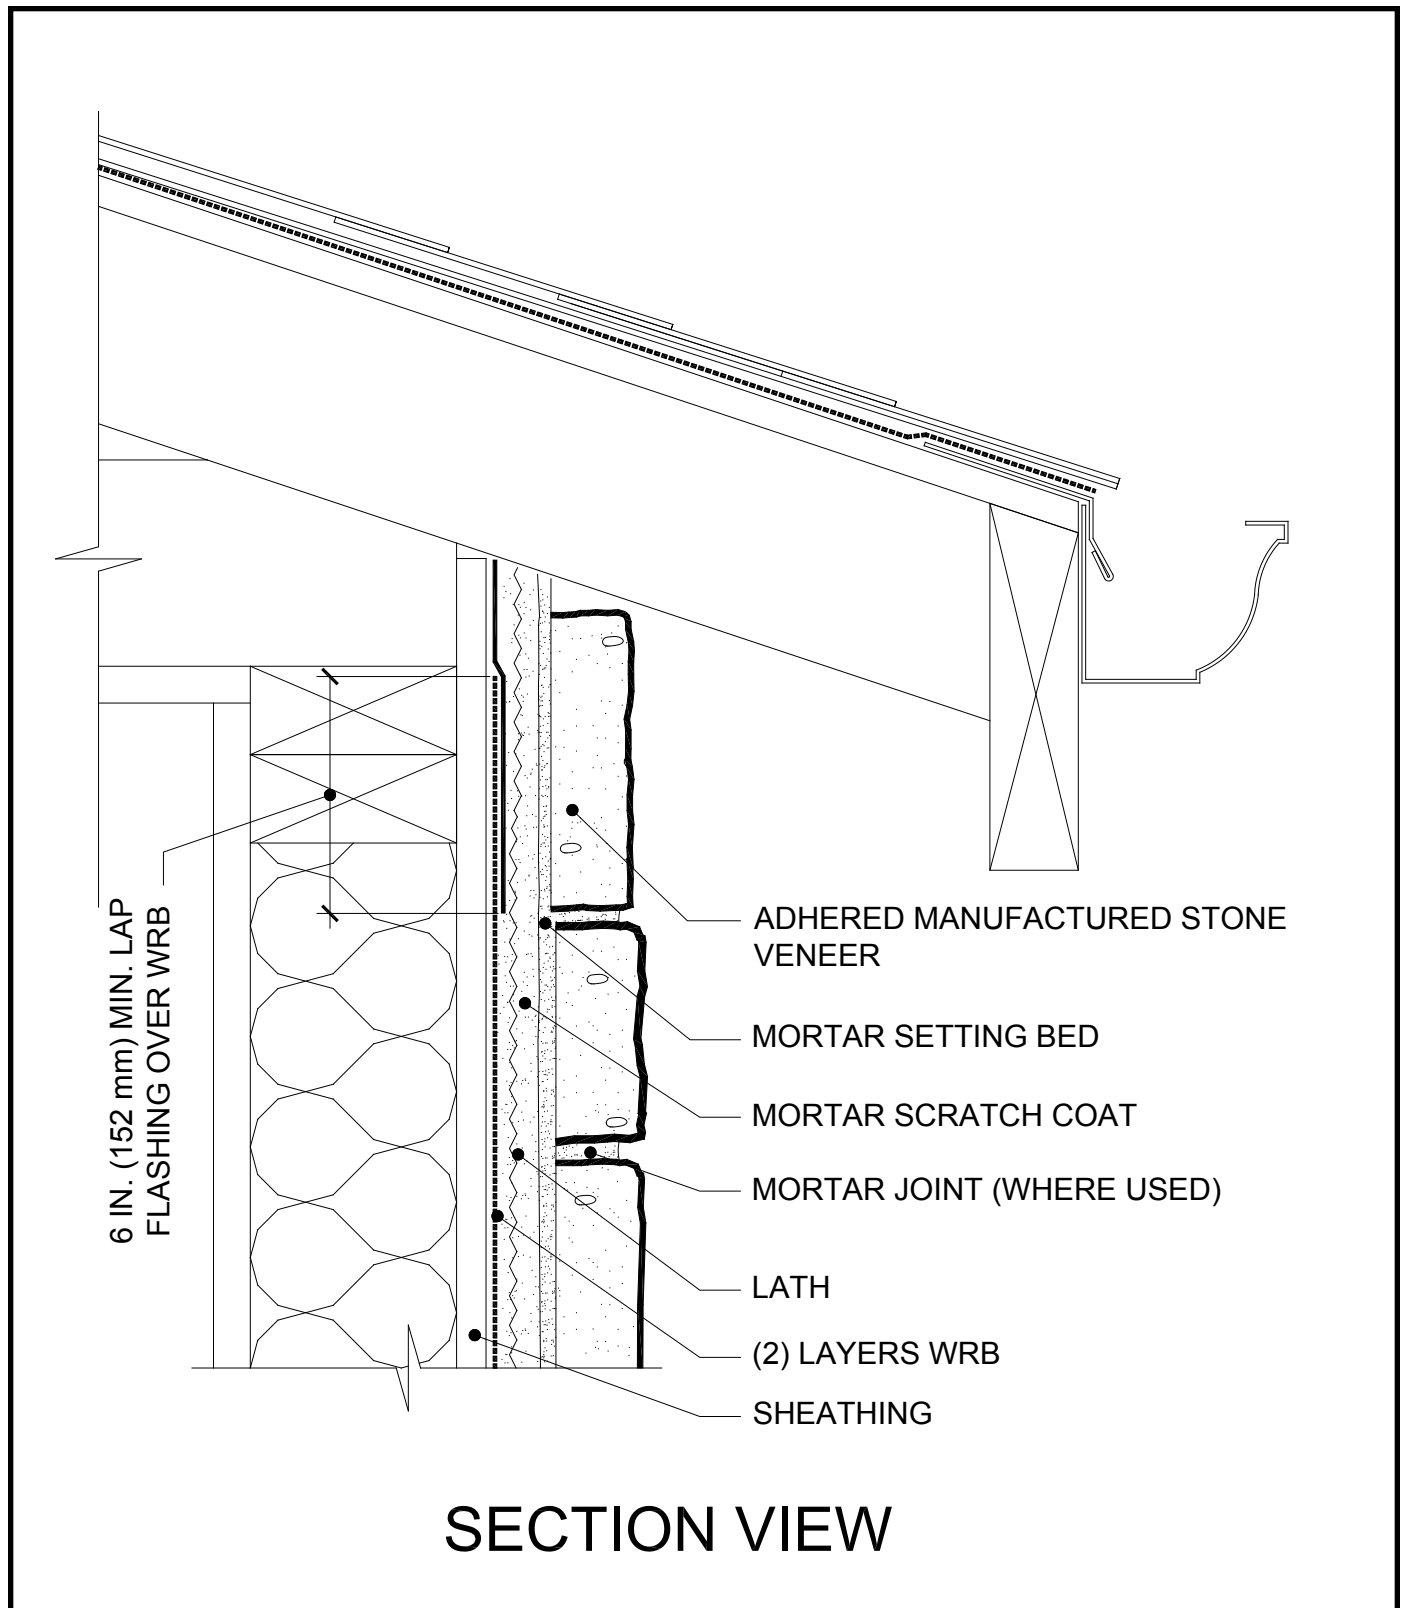 6 IN. (152 mm) MIN. LAP
FLASHING OVER WRB
ADHERED MANUFACTURED STONE
VENEER
MORTAR SETTING BED
MORTAR SCRATCH COAT
MORTAR JOINT (WHERE USED)
LATH
(2) LAYERS WRB
SHEATHING
SECTION VIEW